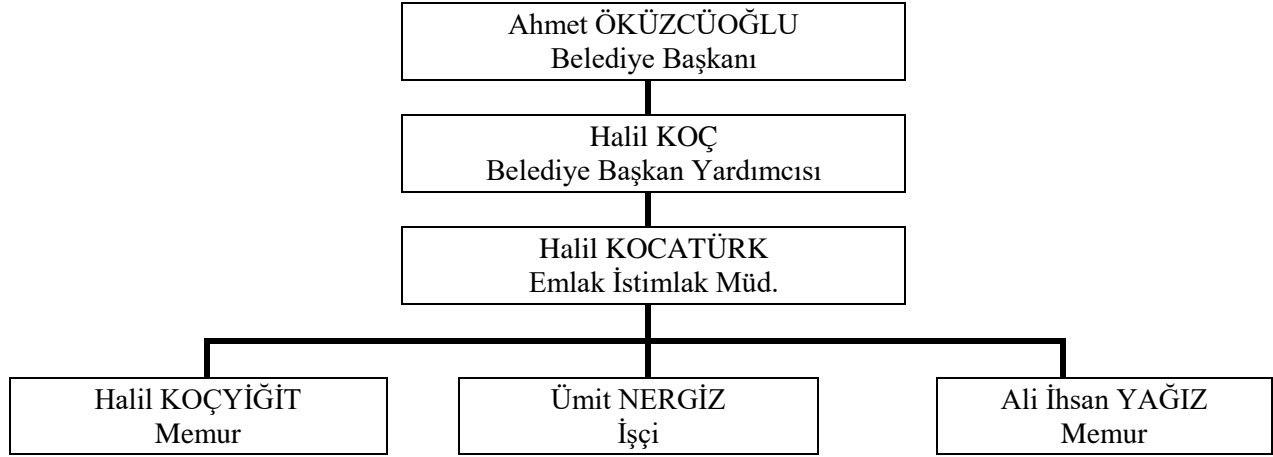 Ahmet ÖKÜZCÜOĞLU
Belediye Başkanı
Halil KOÇ
Belediye Başkan Yardımcısı
Halil KOCATÜRK
Emlak İstimlak Müd.
Halil KOÇYİĞİT
Memur
Ümit NERGİZ
İşçi
Ali İhsan YAĞIZ
Memur